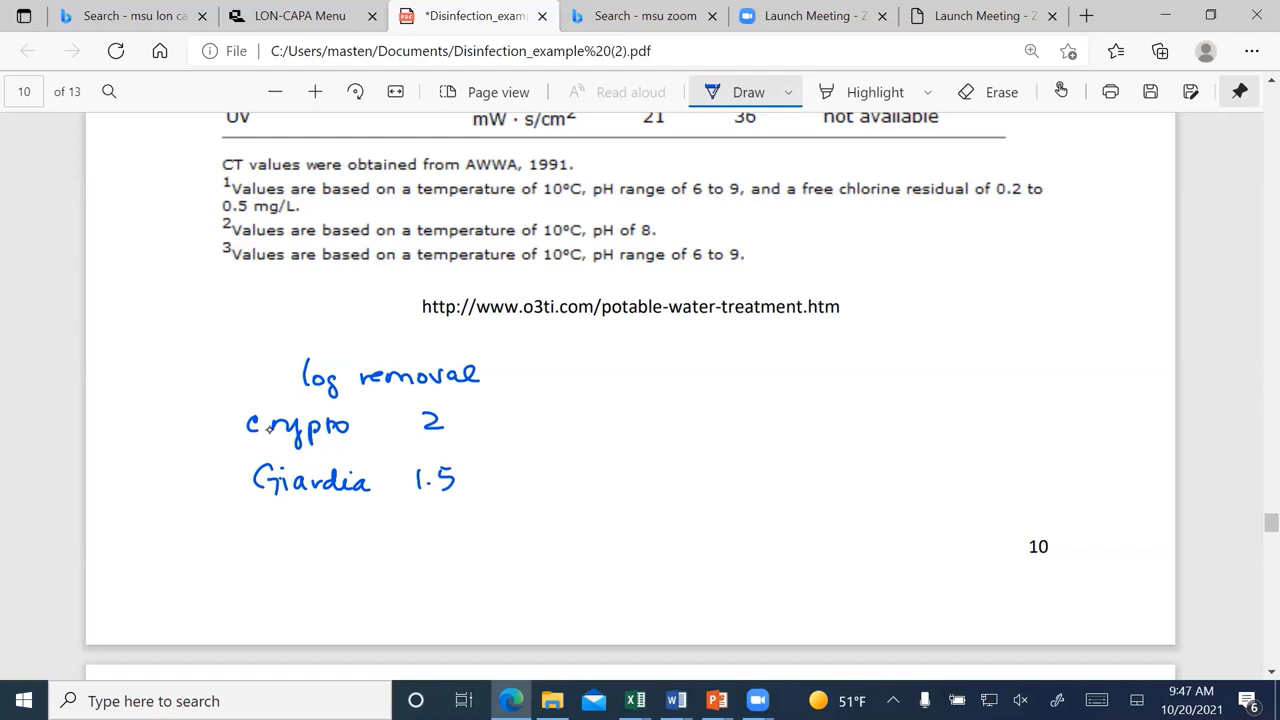 Search - msu lon ca
LON-CAPA Menu
*Disinfection_exam
Search - msu zoom
Launch Meeting - Z
Launch Meeting - Z
File
C:/Users/masten/Documents/Disinfection_example%20(2).pdf
10 of 13
Page view
Read aloud
Draw
Highlight
Erase
UV mW · s/cm² 21 36 not available
CT values were obtained from AWWA, 1991.
1Values are based on a temperature of 10°C, pH range of 6 to 9, and a free chlorine residual of 0.2 to
0.5 mg/L.
2Values are based on a temperature of 10°C, pH of 8.
3Values are based on a temperature of 10°C, pH range of 6 to 9.
http://www.o3ti.com/potable-water-treatment.htm
log removal
crypto 2
Giardia 1.5
10
Type here to search
51°F
9:47 AM
10/20/2021
6